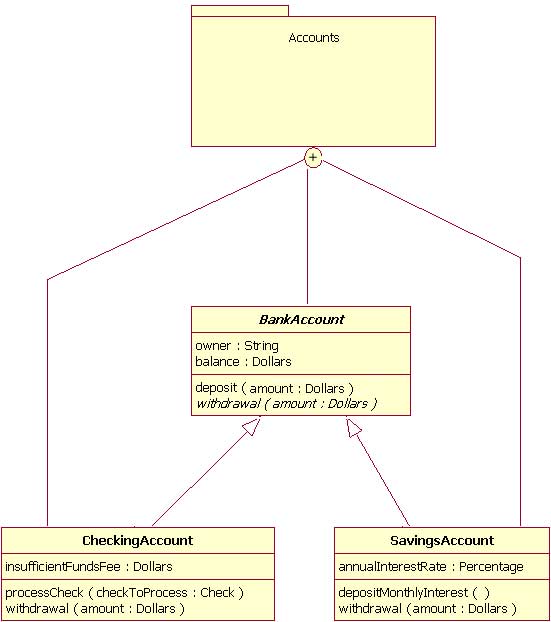 Accounts
+
BankAccount
owner : String
balance : Dollars
deposit ( amount : Dollars )
withdrawal ( amount : Dollars )
CheckingAccount
insufficientFundsFee : Dollars
processCheck ( checkToProcess : Check )
withdrawal ( amount : Dollars )
SavingsAccount
annualInterestRate : Percentage
depositMonthlyInterest (  )
withdrawal ( amount : Dollars )